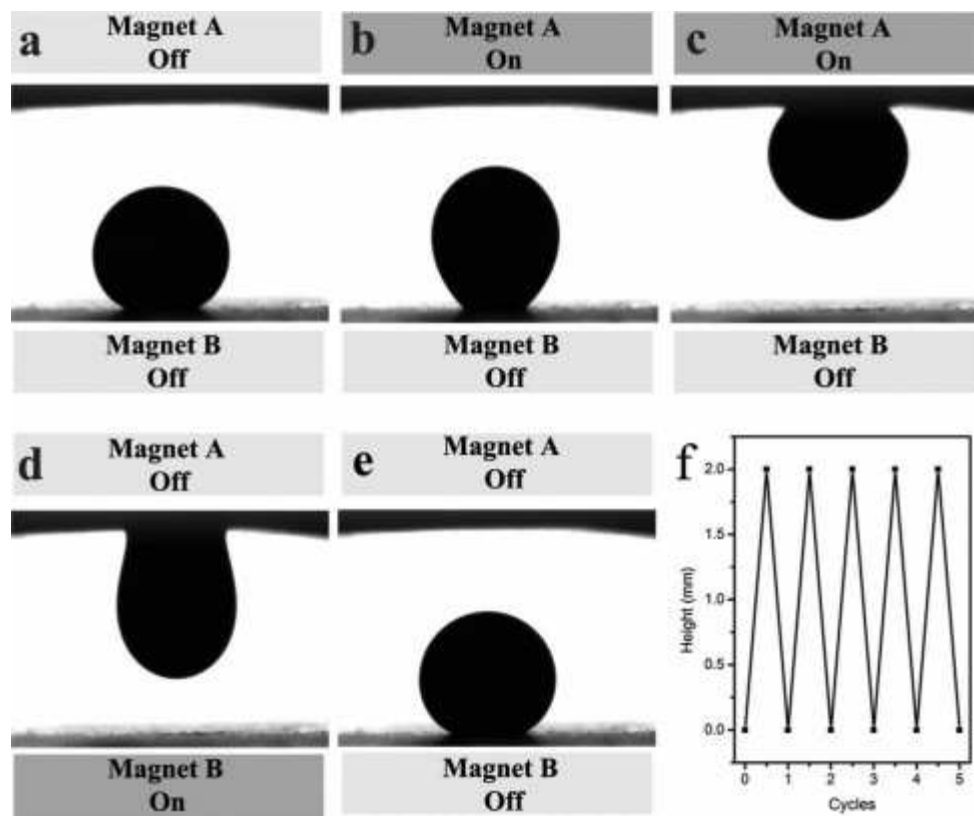 a
Magnet A
Off
b
Magnet A
On
c
Magnet A
On
Magnet B
Off
Magnet B
Off
Magnet B
Off
d
Magnet A
Off
e
Magnet A
Off
f
2.0
1.5
1.0
0.5
0.0
Height (mm)
0 1 2 3 4 5
Cycles
Magnet B
On
Magnet B
Off